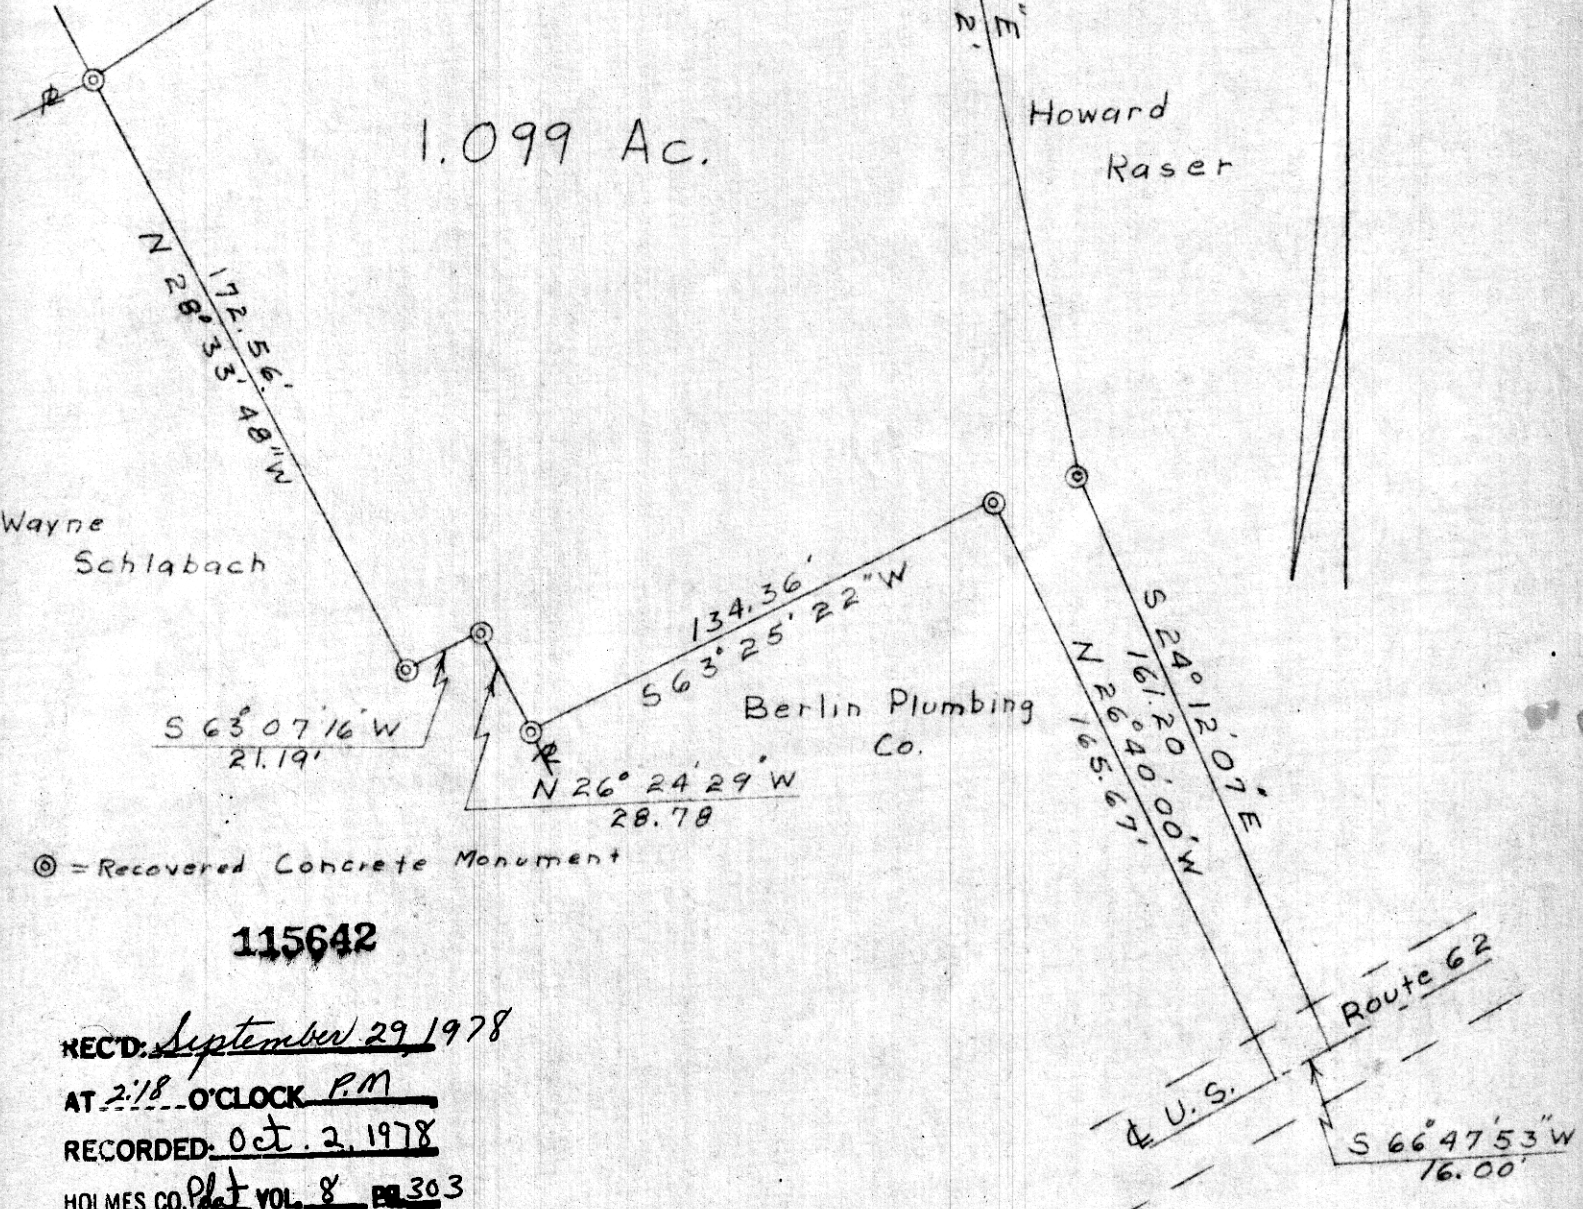 E"
2'
Howard
Raser
1.099 Ac.
172.56'
N 28° 33' 48" W
Wayne
Schlabach
134.36'
S 63° 25' 22" W
S 24° 12' 07" E
161.20
N 26° 40' 00" W
165.67'
Berlin Plumbing
Co.
S 63° 07' 16" W
21.19'
N 26° 24' 29" W
28.78
= Recovered Concrete Monument
115642
REC'D: September 29, 1978
AT 2:18 O'CLOCK P.M
RECORDED: Oct. 2, 1978
HOLMES CO. Plat VOL. 8 PG. 303
℄ U.S. Route 62
S 66° 47' 53" W
16.00'